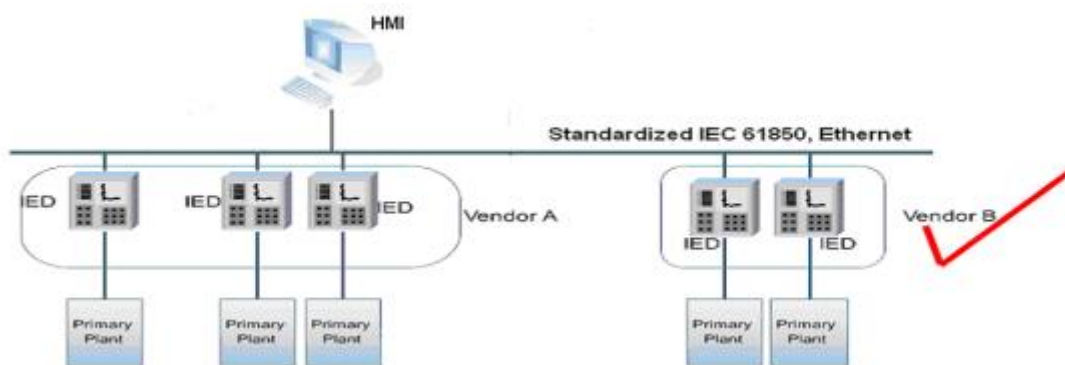 HMI
Standardized IEC 61850, Ethernet
IED
IED
IED
Vendor A
IED
IED
Vendor B
Primary
Plant
Primary
Plant
Primary
Plant
Primary
Plant
Primary
Plant